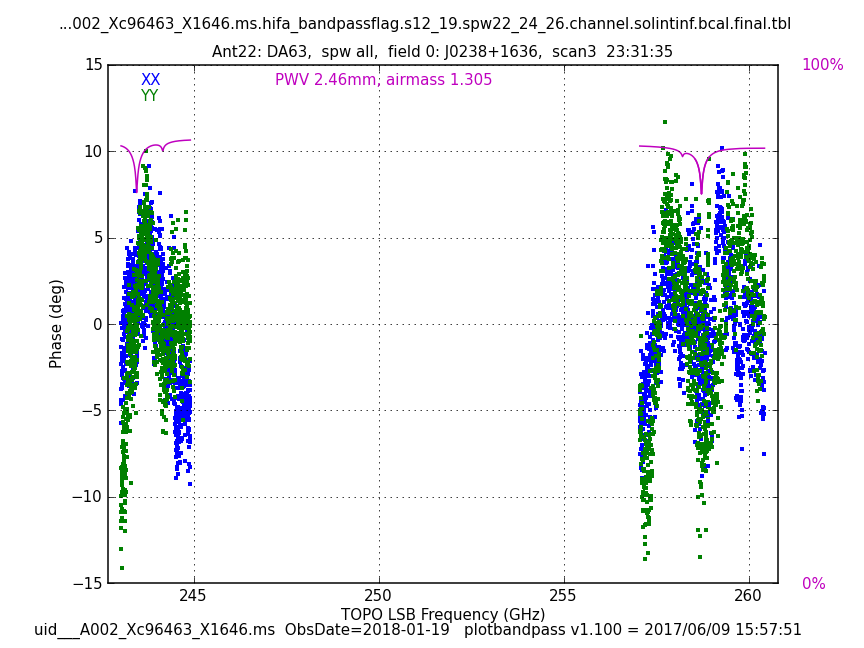 ...002_Xc96463_X1646.ms.hifa_bandpassflag.s12_19.spw22_24_26.channel.solintinf.bcal.final.tbl
Ant22: DA63, spw all, field 0: J0238+1636, scan3 23:31:35
15 100%
XX PWV 2.46mm, airmass 1.305
YY
10
5
Phase (deg)
0
−5
−10
−15 0%
245 250 255 260
TOPO LSB Frequency (GHz)
uid___A002_Xc96463_X1646.ms ObsDate=2018-01-19 plotbandpass v1.100 = 2017/06/09 15:57:51